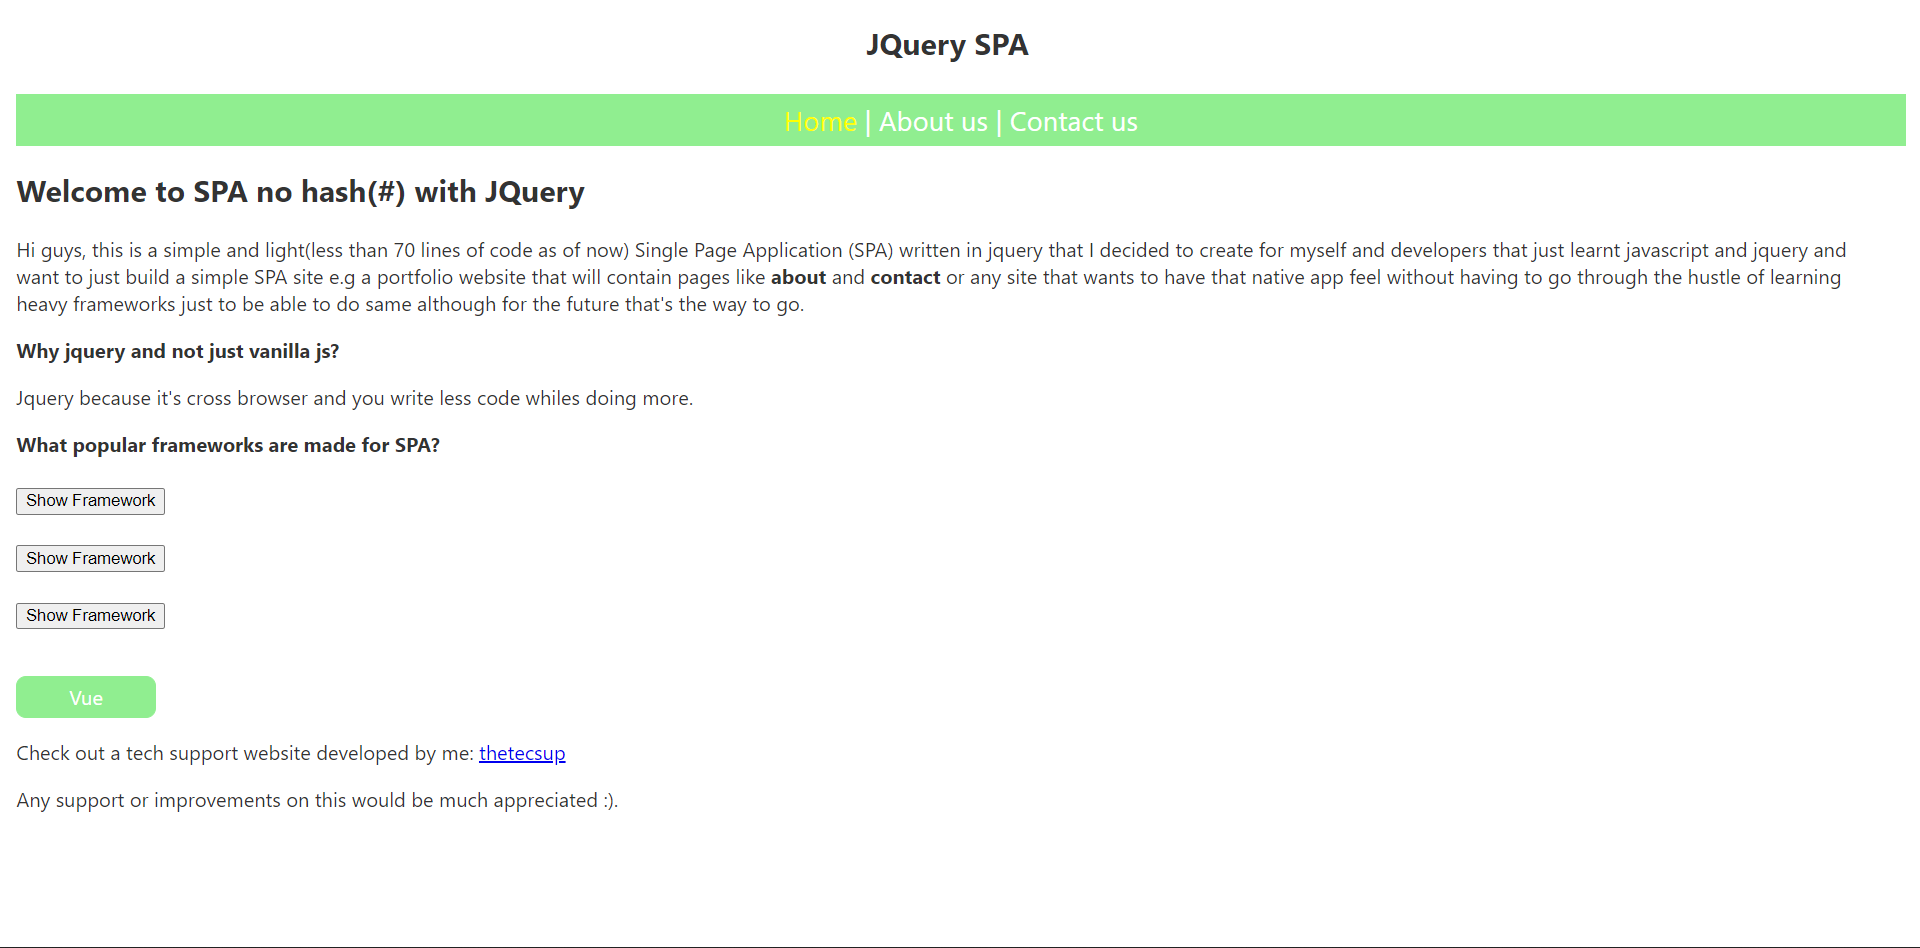 JQuery SPA
Home | About us | Contact us
Welcome to SPA no hash(#) with JQuery
Hi guys, this is a simple and light(less than 70 lines of code as of now) Single Page Application (SPA) written in jquery that I decided to create for myself and developers that just learnt javascript and jquery and
want to just build a simple SPA site e.g a portfolio website that will contain pages like about and contact or any site that wants to have that native app feel without having to go through the hustle of learning
heavy frameworks just to be able to do same although for the future that's the way to go.
Why jquery and not just vanilla js?
Jquery because it's cross browser and you write less code whiles doing more.
What popular frameworks are made for SPA?
Show Framework
Show Framework
Show Framework
Vue
Check out a tech support website developed by me: thetecsup
Any support or improvements on this would be much appreciated :).